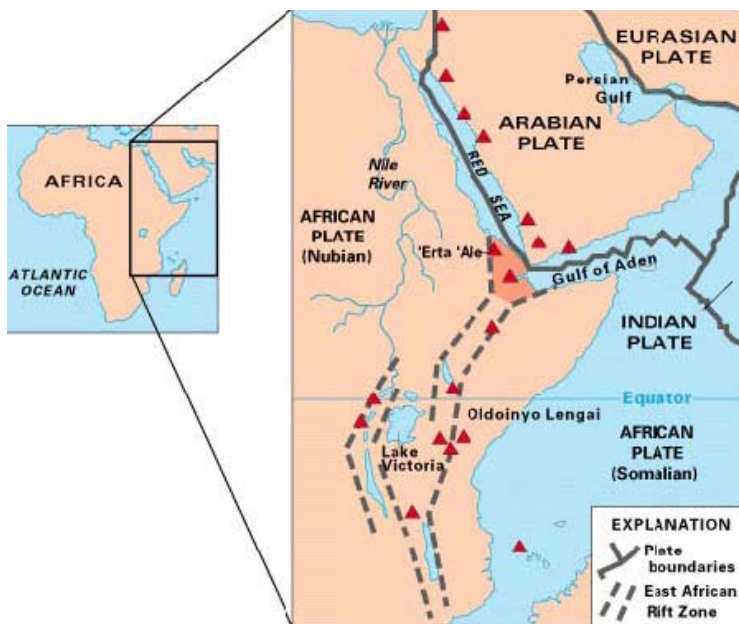 AFRICA
ATLANTIC
OCEAN
EURASIAN
PLATE
Persian
Gulf
ARABIAN
PLATE
Nile
River
RED
SEA
AFRICAN
PLATE
(Nubian)
'Erta 'Ale
Gulf of Aden
INDIAN
PLATE
Equator
Oldoinyo Lengai
Lake
Victoria
AFRICAN
PLATE
(Somalian)
EXPLANATION
Plate
boundaries
East African
Rift Zone